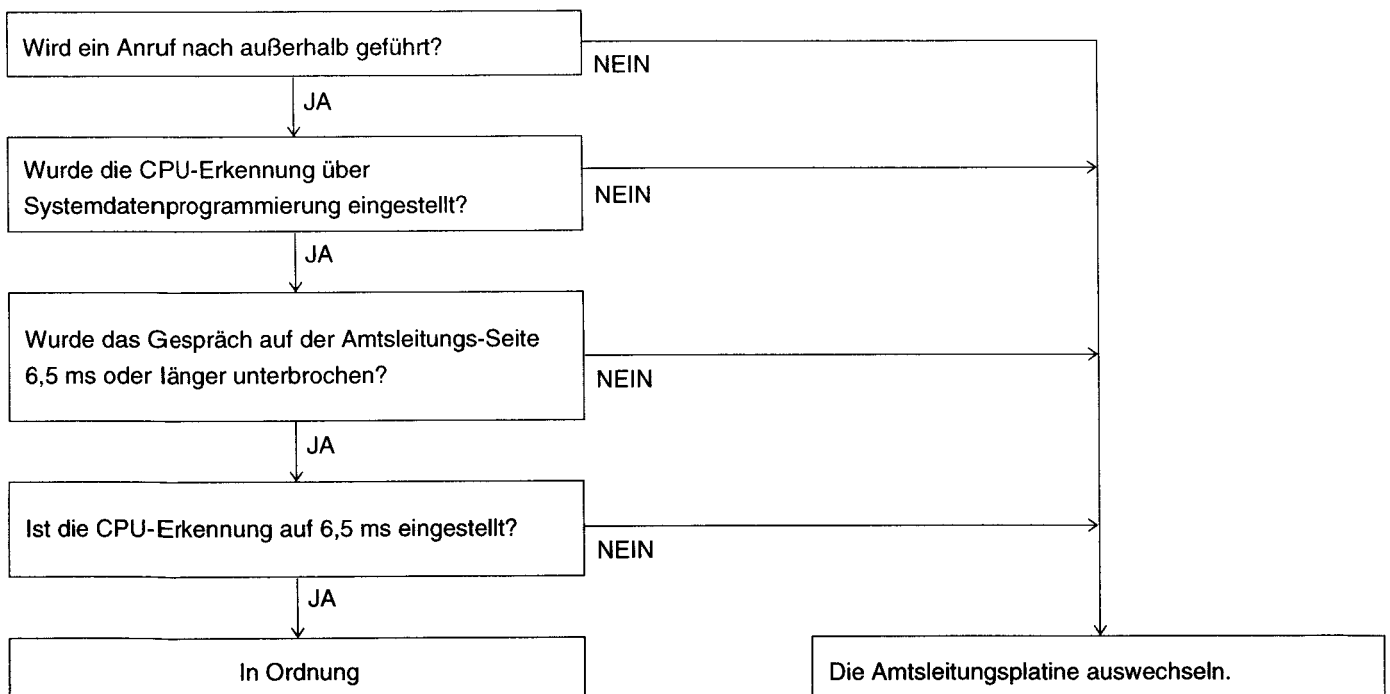 Wird ein Anruf nach außerhalb geführt?
NEIN
JA
Wurde die CPU-Erkennung über
Systemdatenprogrammierung eingestellt?
NEIN
JA
Wurde das Gespräch auf der Amtsleitungs-Seite
6,5 ms oder länger unterbrochen?
NEIN
JA
Ist die CPU-Erkennung auf 6,5 ms eingestellt?
NEIN
JA
In Ordnung
Die Amtsleitungsplatine auswechseln.